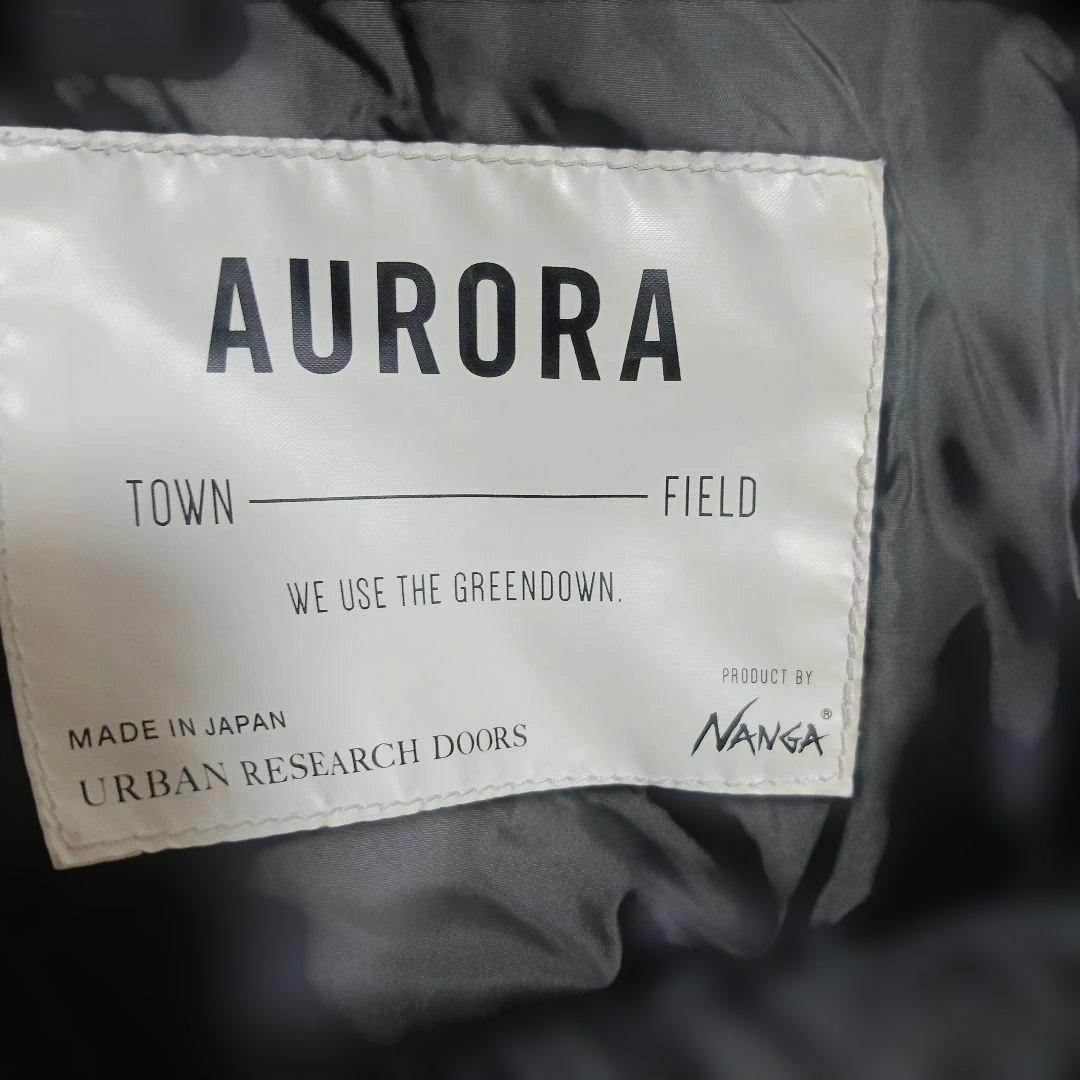 AURORA
TOWN FIELD
WE USE THE GREENDOWN.
PRODUCT BY
NANGA®
MADE IN JAPAN
URBAN RESEARCH DOORS